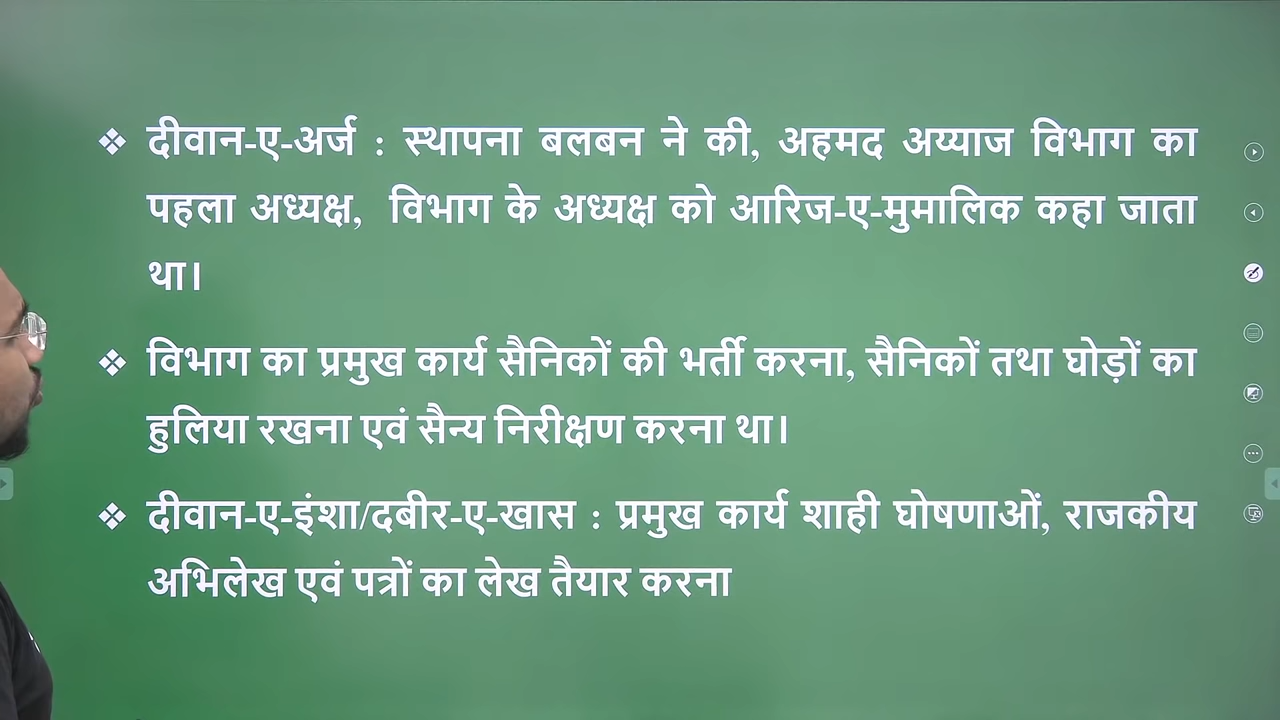 ❖ दीवान-ए-अर्ज : स्थापना बलबन ने की, अहमद अय्याज विभाग का
पहला अध्यक्ष, विभाग के अध्यक्ष को आरिज-ए-मुमालिक कहा जाता
था।
❖ विभाग का प्रमुख कार्य सैनिकों की भर्ती करना, सैनिकों तथा घोड़ों का
हुलिया रखना एवं सैन्य निरीक्षण करना था।
❖ दीवान-ए-इंशा/दबीर-ए-खास : प्रमुख कार्य शाही घोषणाओं, राजकीय
अभिलेख एवं पत्रों का लेख तैयार करना